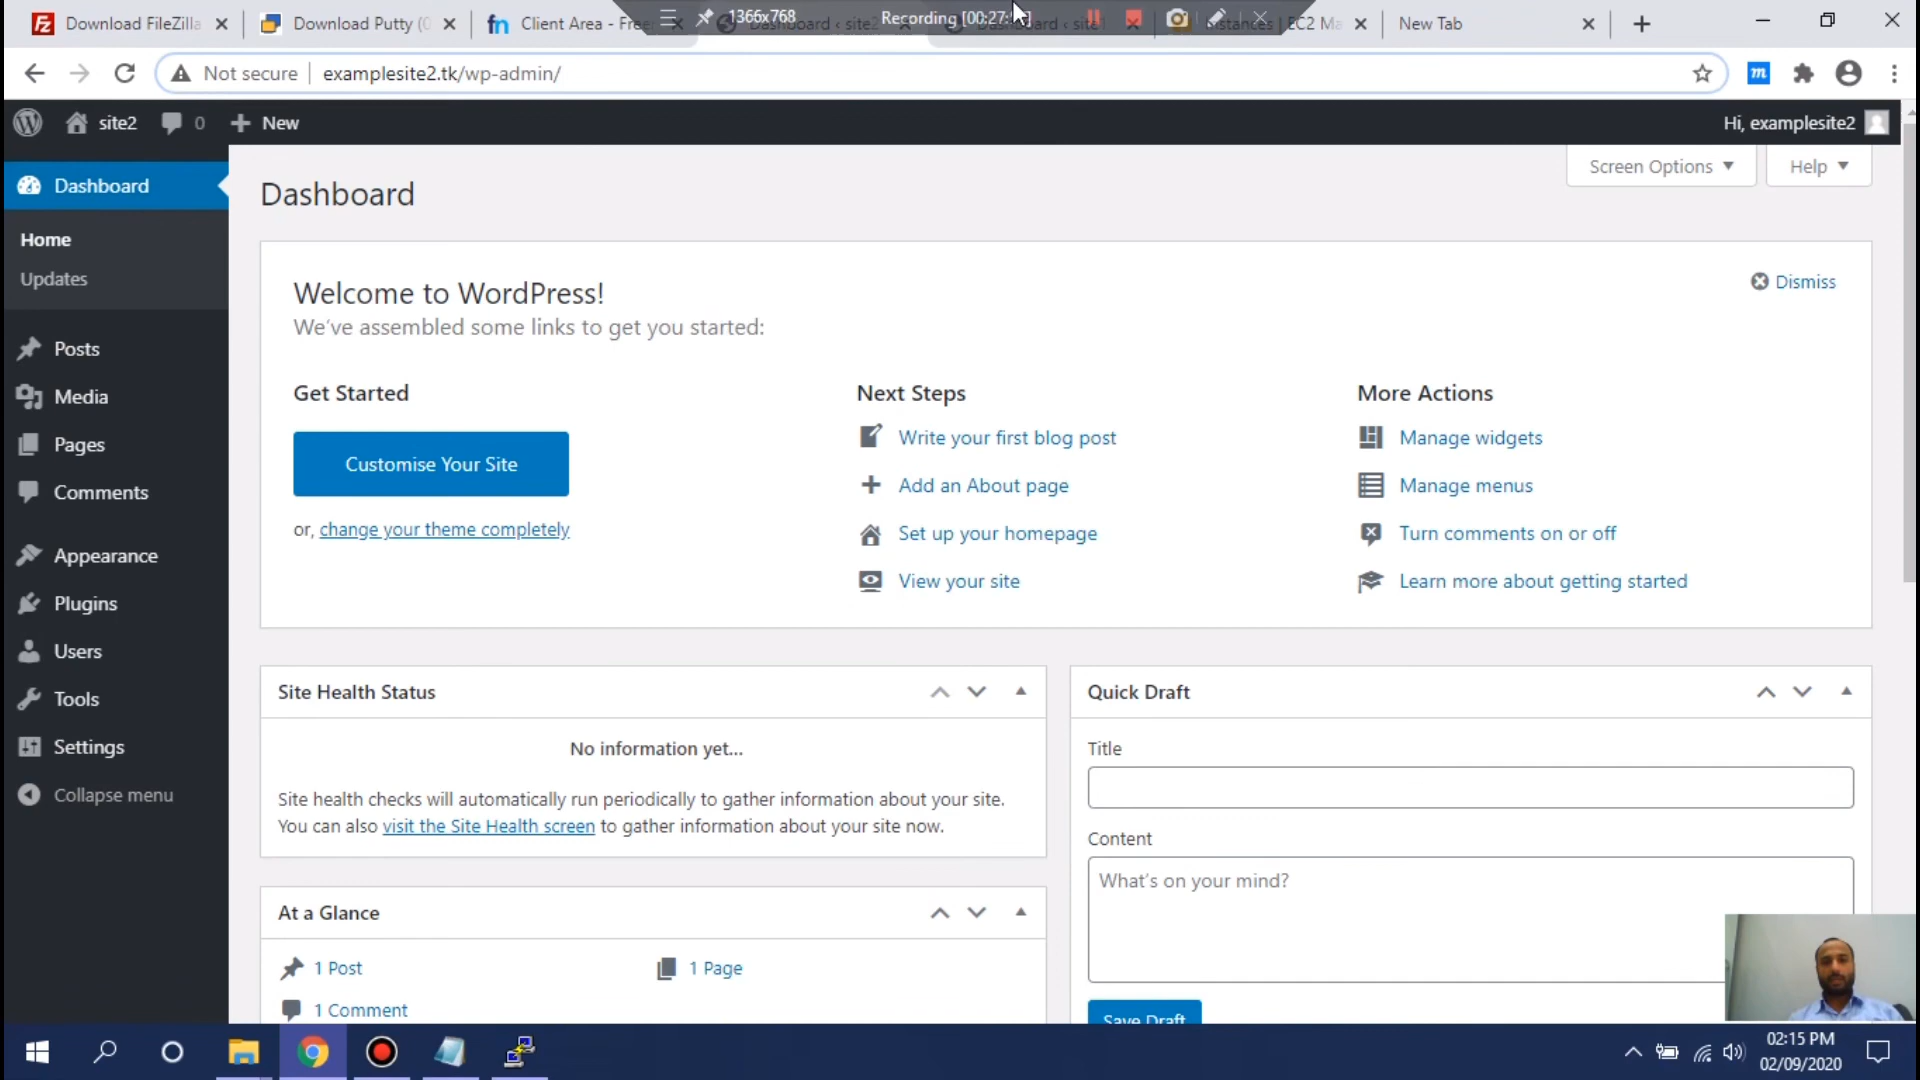 Download FileZilla
Download Putty (
Client Area - Free
Dashboard < site2
Dashboard < site1
Instances | EC2 Ma
New Tab
1366x768
Recording [00:27:
Not secure
examplesite2.tk/wp-admin/
site2
0
New
Hi, examplesite2
Screen Options
Help
Dashboard
Home
Updates
Posts
Media
Pages
Comments
Appearance
Plugins
Users
Tools
Settings
Collapse menu
Dashboard
Welcome to WordPress!
We've assembled some links to get you started:
Dismiss
Get Started
Customise Your Site
or, change your theme completely
Next Steps
Write your first blog post
Add an About page
Set up your homepage
View your site
More Actions
Manage widgets
Manage menus
Turn comments on or off
Learn more about getting started
Site Health Status
No information yet...
Site health checks will automatically run periodically to gather information about your site.
You can also visit the Site Health screen to gather information about your site now.
At a Glance
1 Post
1 Page
1 Comment
Quick Draft
Title
Content
What's on your mind?
Save Draft
02:15 PM
02/09/2020